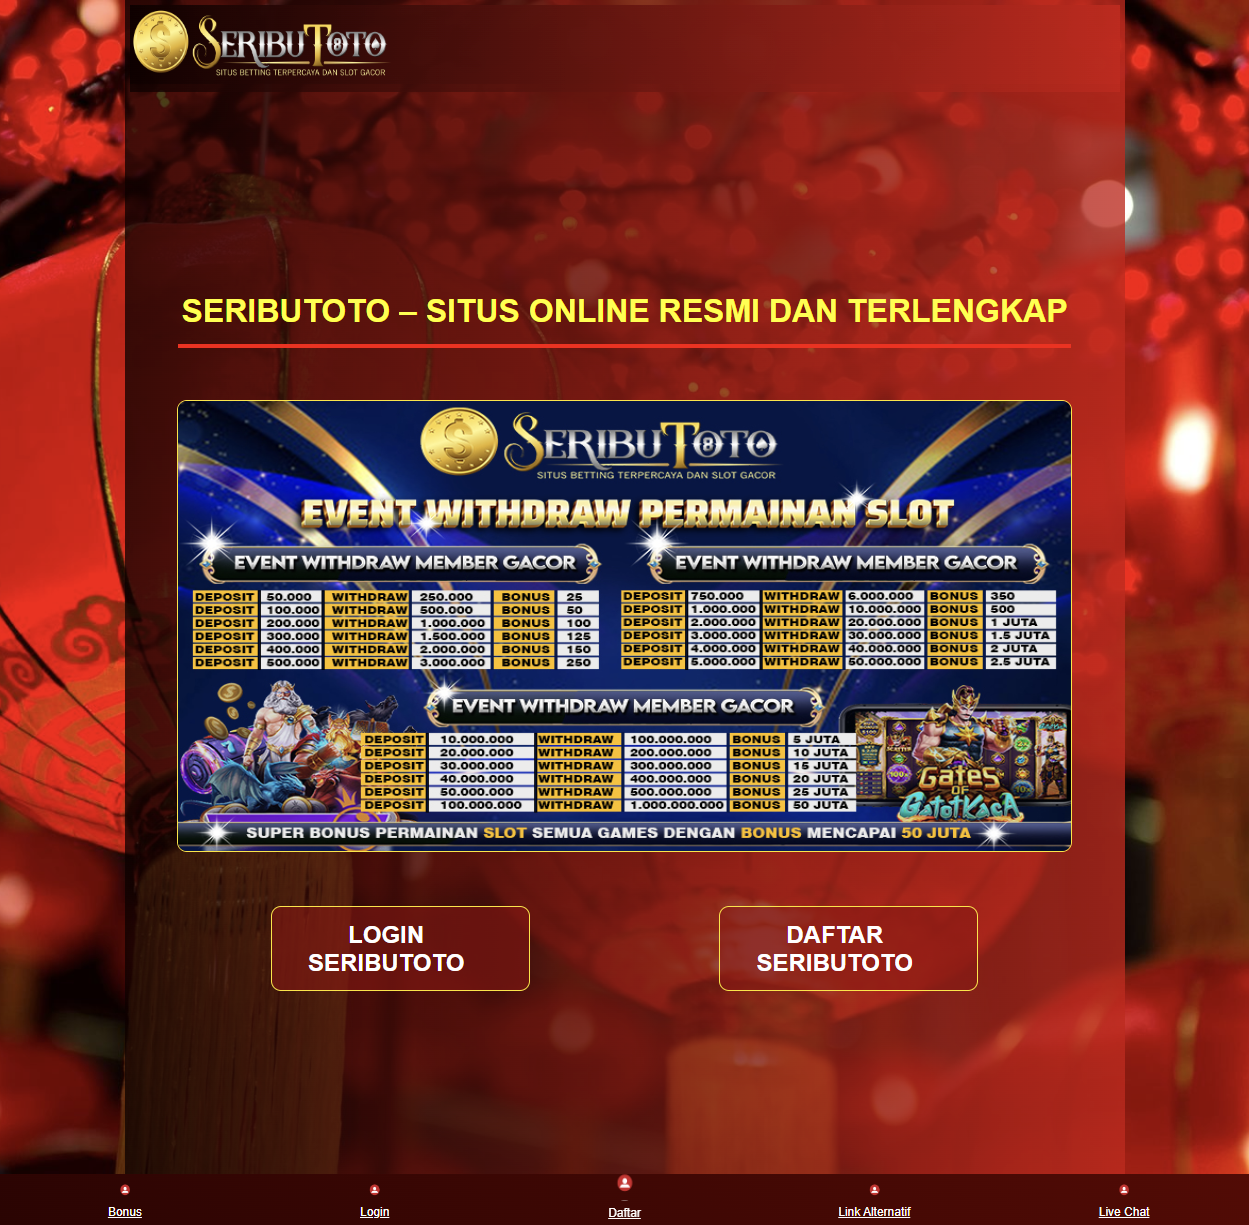 SERIBUTOTO
SITUS BETTING TERPERCAYA DAN SLOT GACOR
SERIBUTOTO – SITUS ONLINE RESMI DAN TERLENGKAP
SERIBUTOTO
SITUS BETTING TERPERCAYA DAN SLOT GACOR
EVENT WITHDRAW PERMAINAN SLOT
EVENT WITHDRAW MEMBER GACOR
DEPOSIT 50.000 WITHDRAW 250.000 BONUS 25
DEPOSIT 100.000 WITHDRAW 500.000 BONUS 50
DEPOSIT 200.000 WITHDRAW 1.000.000 BONUS 100
DEPOSIT 300.000 WITHDRAW 1.500.000 BONUS 125
DEPOSIT 400.000 WITHDRAW 2.000.000 BONUS 150
DEPOSIT 500.000 WITHDRAW 3.000.000 BONUS 250
EVENT WITHDRAW MEMBER GACOR
DEPOSIT 750.000 WITHDRAW 6.000.000 BONUS 350
DEPOSIT 1.000.000 WITHDRAW 10.000.000 BONUS 500
DEPOSIT 2.000.000 WITHDRAW 20.000.000 BONUS 1 JUTA
DEPOSIT 3.000.000 WITHDRAW 30.000.000 BONUS 1.5 JUTA
DEPOSIT 4.000.000 WITHDRAW 40.000.000 BONUS 2 JUTA
DEPOSIT 5.000.000 WITHDRAW 50.000.000 BONUS 2.5 JUTA
EVENT WITHDRAW MEMBER GACOR
DEPOSIT 10.000.000 WITHDRAW 100.000.000 BONUS 5 JUTA
DEPOSIT 20.000.000 WITHDRAW 200.000.000 BONUS 10 JUTA
DEPOSIT 30.000.000 WITHDRAW 300.000.000 BONUS 15 JUTA
DEPOSIT 40.000.000 WITHDRAW 400.000.000 BONUS 20 JUTA
DEPOSIT 50.000.000 WITHDRAW 500.000.000 BONUS 25 JUTA
DEPOSIT 100.000.000 WITHDRAW 1.000.000.000 BONUS 50 JUTA
GATES
OF
GATOTKACA
SUPER BONUS PERMAINAN SLOT SEMUA GAMES DENGAN BONUS MENCAPAI 50 JUTA
LOGIN
SERIBUTOTO
DAFTAR
SERIBUTOTO
Bonus
Login
Daftar
Link Alternatif
Live Chat